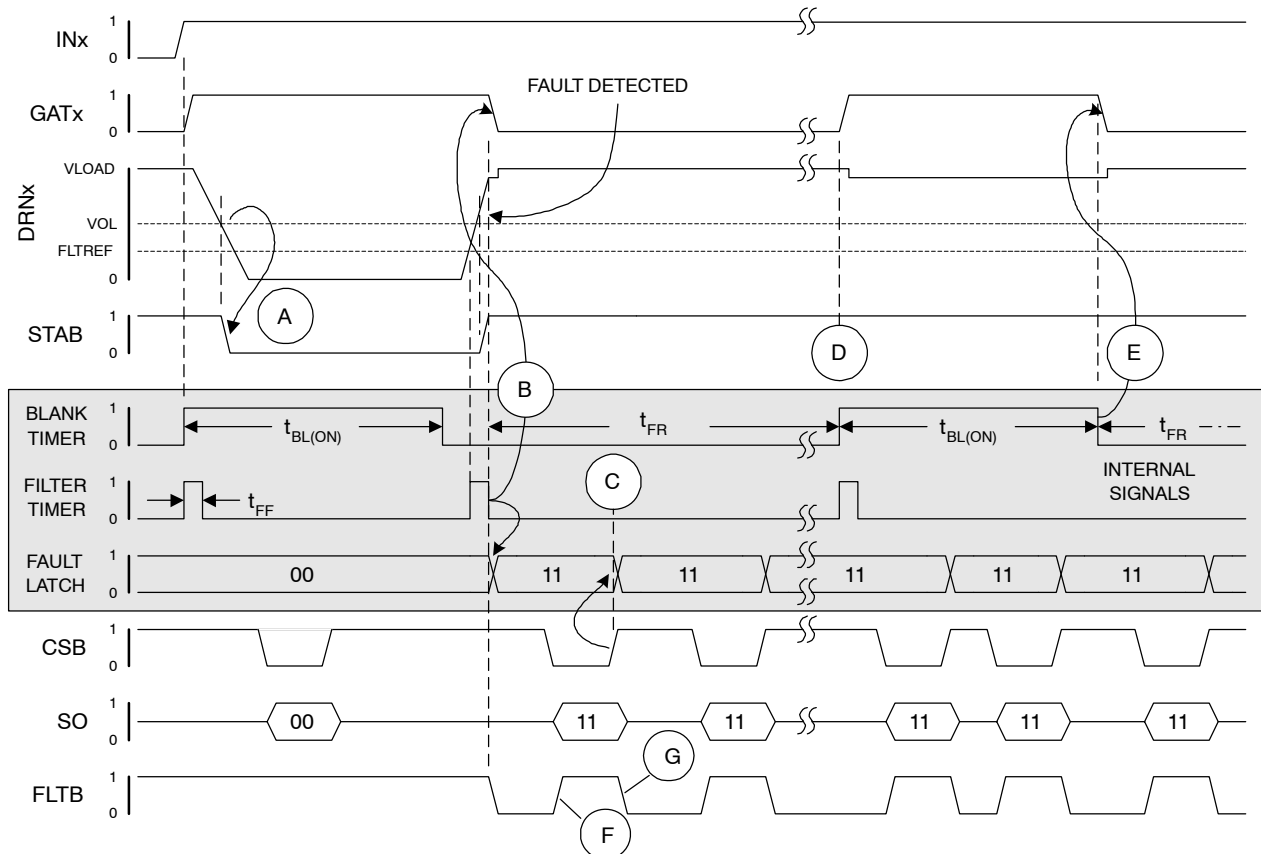 INx
1
0
GATx
1
0
FAULT DETECTED
DRNx
VLOAD
VOL
FLTREF
0
A
STAB
1
0
D
E
B
BLANK
TIMER
1
0
tBL(ON)
tFR
tBL(ON)
tFR
C
FILTER
TIMER
1
0
tFF
INTERNAL
SIGNALS
FAULT
LATCH
1
0
00
11
11
11
11
11
CSB
1
0
SO
1
0
00
11
11
11
11
11
G
FLTB
1
0
F